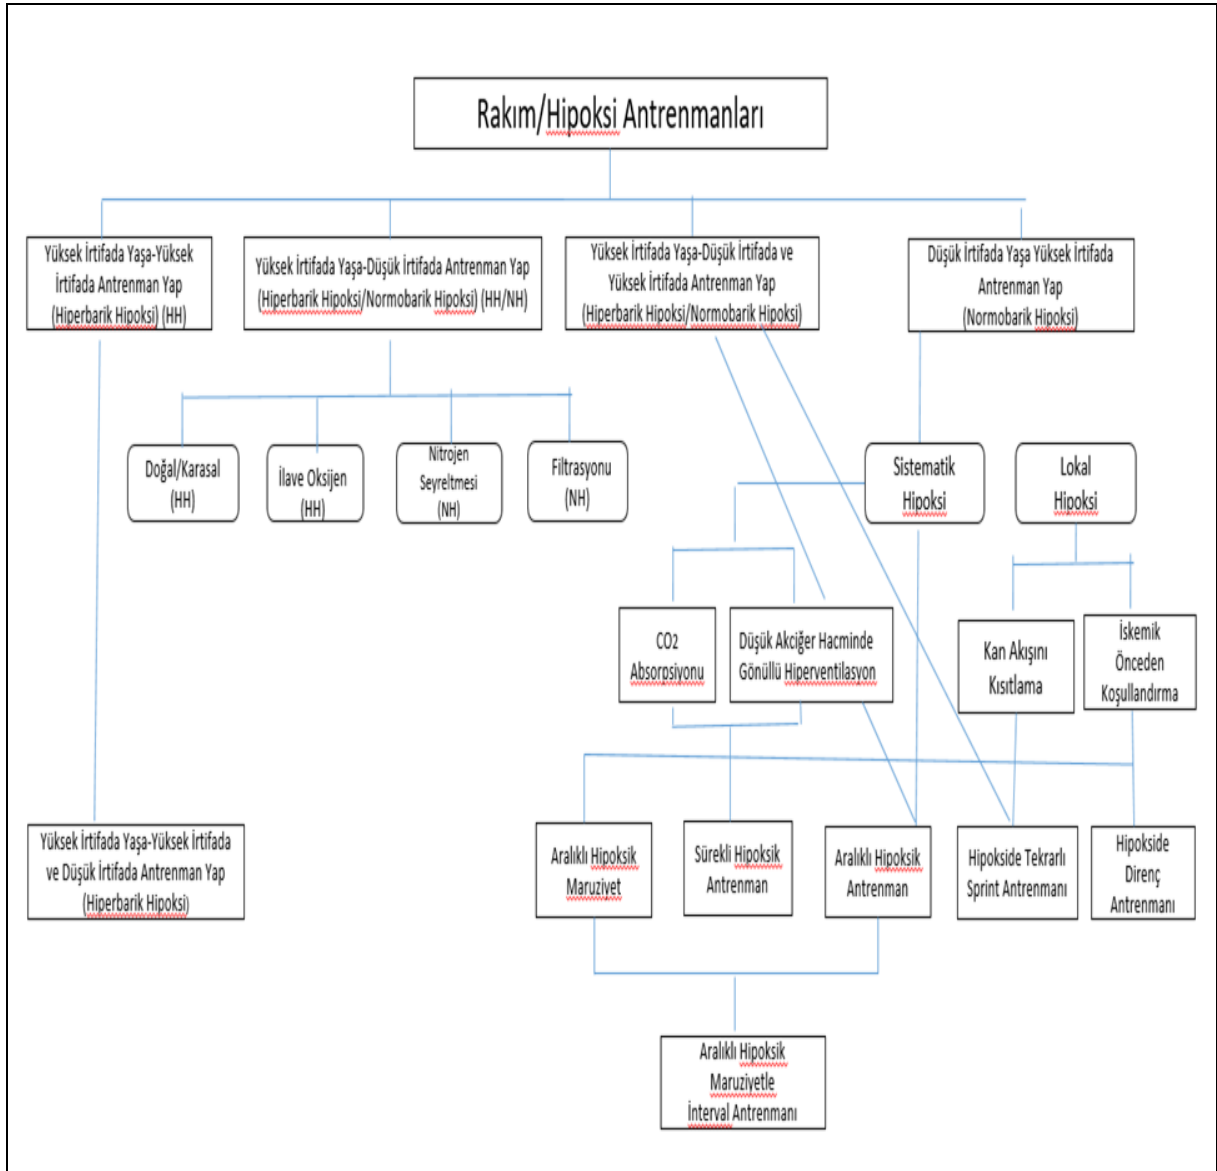 Rakım/Hipoksi Antrenmanları
Yüksek İrtifada Yaşa-Yüksek
İrtifada Antrenman Yap
(Hiperbarik Hipoksi) (HH)
Yüksek İrtifada Yaşa-Düşük İrtifada Antrenman Yap
(Hiperbarik Hipoksi/Normobarik Hipoksi) (HH/NH)
Yüksek İrtifada Yaşa-Düşük İrtifada ve
Yüksek İrtifada Antrenman Yap
(Hiperbarik Hipoksi/Normobarik Hipoksi)
Düşük İrtifada Yaşa Yüksek İrtifada
Antrenman Yap
(Normobarik Hipoksi)
Doğal/Karasal
(HH)
İlave Oksijen
(HH)
Nitrojen
Seyreltmesi
(NH)
Filtrasyonu
(NH)
Sistematik
Hipoksi
Lokal
Hipoksi
CO2
Absorpsiyonu
Düşük Akciğer Hacminde
Gönüllü Hiperventilasyon
Kan Akışını
Kısıtlama
İskemik
Önceden
Koşullandırma
Yüksek İrtifada Yaşa-Yüksek İrtifada
ve Düşük İrtifada Antrenman Yap
(Hiperbarik Hipoksi)
Aralıklı Hipoksik
Maruziyet
Sürekli Hipoksik
Antrenman
Aralıklı Hipoksik
Antrenman
Hipokside Tekrarlı
Sprint Antrenmanı
Hipokside
Direnç
Antrenmanı
Aralıklı Hipoksik
Maruziyetle
İnterval Antrenmanı